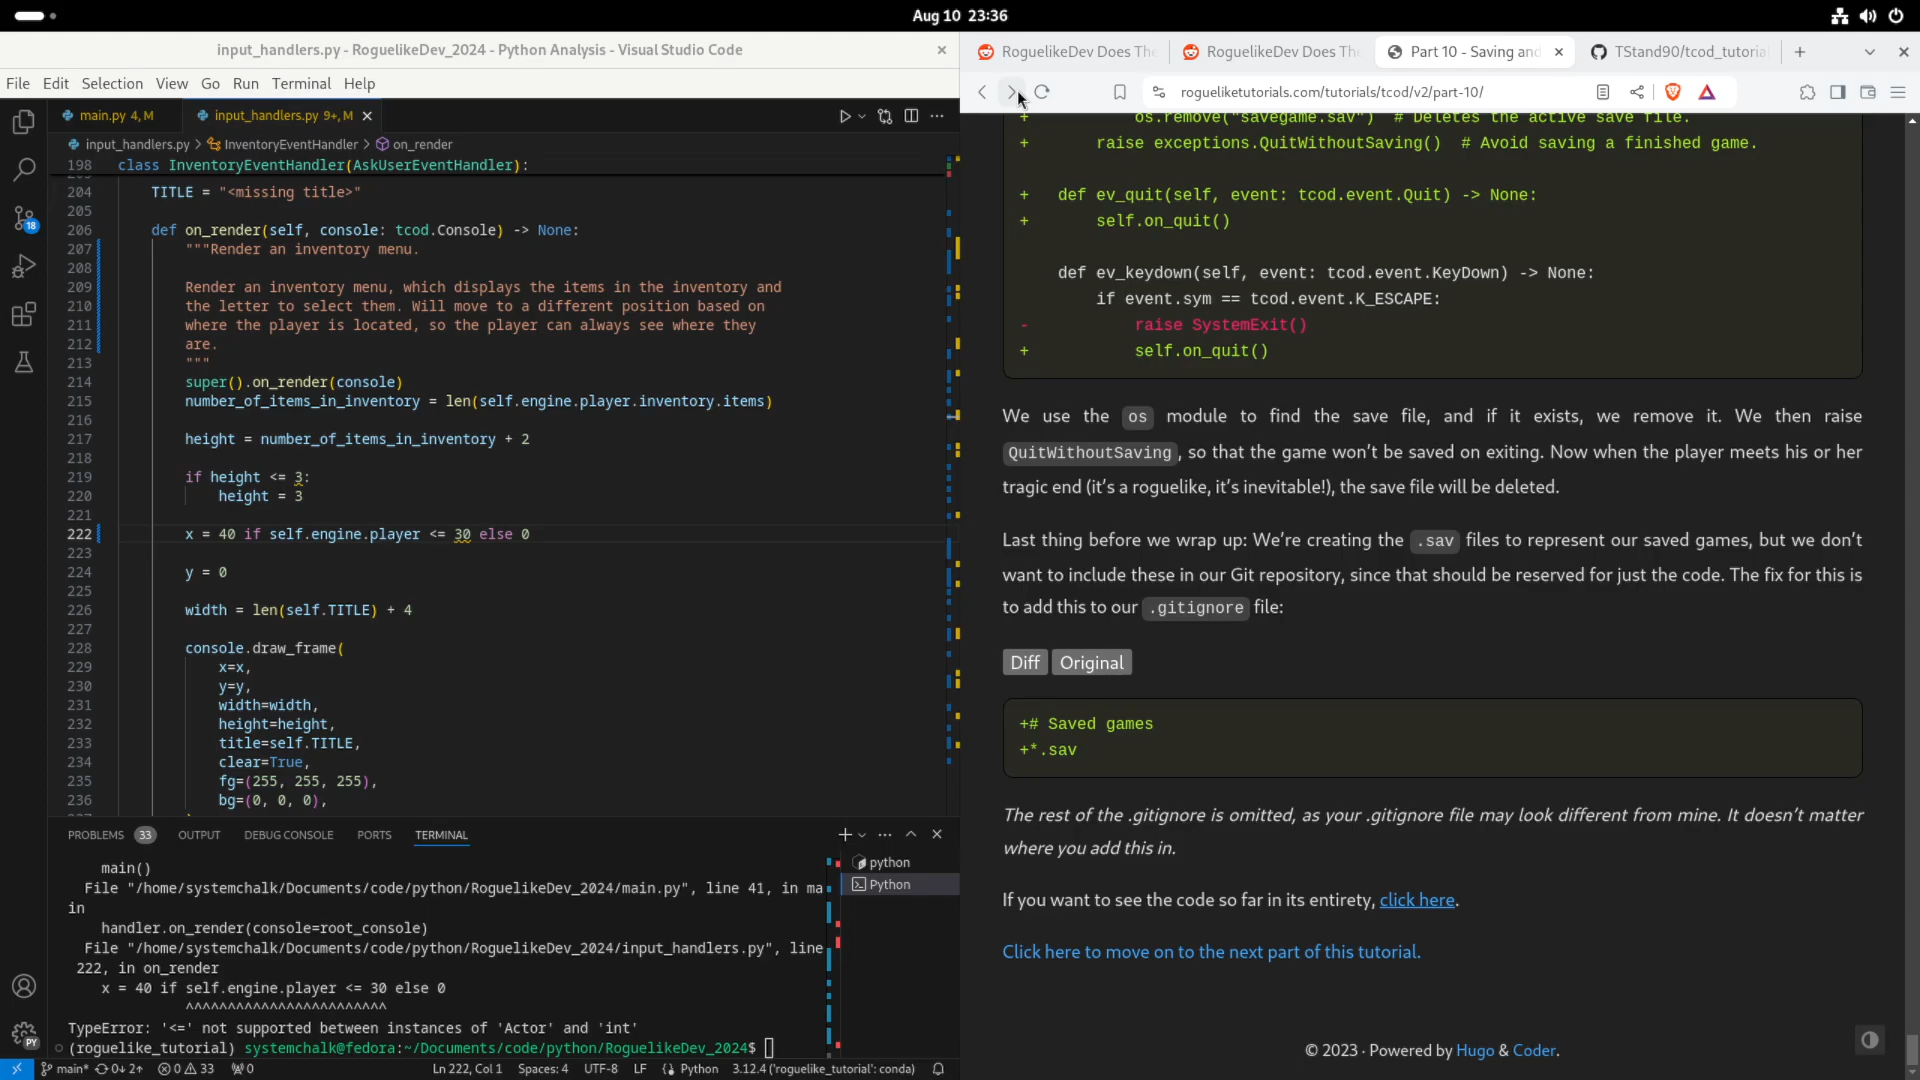 Aug 10 23:36
input_handlers.py - RoguelikeDev_2024 - Python Analysis - Visual Studio Code
File Edit Selection View Go Run Terminal Help
main.py 4, M
input_handlers.py 9+, M
input_handlers.py > InventoryEventHandler > on_render
198 class InventoryEventHandler(AskUserEventHandler):
204 TITLE = "<missing title>"
205
206 def on_render(self, console: tcod.Console) -> None:
207 """Render an inventory menu.
208
209 Render an inventory menu, which displays the items in the inventory and
210 the letter to select them. Will move to a different position based on
211 where the player is located, so the player can always see where they
212 are.
213 """
214 super().on_render(console)
215 number_of_items_in_inventory = len(self.engine.player.inventory.items)
216
217 height = number_of_items_in_inventory + 2
218
219 if height <= 3:
220 height = 3
221
222 x = 40 if self.engine.player <= 30 else 0
223
224 y = 0
225
226 width = len(self.TITLE) + 4
227
228 console.draw_frame(
229 x=x,
230 y=y,
231 width=width,
232 height=height,
233 title=self.TITLE,
234 clear=True,
235 fg=(255, 255, 255),
236 bg=(0, 0, 0),
18
PY
PROBLEMS 33 OUTPUT DEBUG CONSOLE PORTS TERMINAL
python
Python
main()
File "/home/systemchalk/Documents/code/python/RoguelikeDev_2024/main.py", line 41, in ma
in
handler.on_render(console=root_console)
File "/home/systemchalk/Documents/code/python/RoguelikeDev_2024/input_handlers.py", line
222, in on_render
x = 40 if self.engine.player <= 30 else 0
^^^^^^^^^^^^^^^^^^^^^^^^
TypeError: '<=' not supported between instances of 'Actor' and 'int'
(roguelike_tutorial) systemchalk@fedora:~/Documents/code/python/RoguelikeDev_2024$
main* 0↓ 2↑ 0 33 0 Ln 222, Col 1 Spaces: 4 UTF-8 LF Python 3.12.4 ('roguelike_tutorial': conda)
RoguelikeDev Does The
RoguelikeDev Does The
Part 10 - Saving and
TStand90/tcod_tutoria
rogueliketutorials.com/tutorials/tcod/v2/part-10/
+ os.remove("savegame.sav") # Deletes the active save file.
+ raise exceptions.QuitWithoutSaving() # Avoid saving a finished game.
+ def ev_quit(self, event: tcod.event.Quit) -> None:
+ self.on_quit()
def ev_keydown(self, event: tcod.event.KeyDown) -> None:
if event.sym == tcod.event.K_ESCAPE:
- raise SystemExit()
+ self.on_quit()
We use the os module to find the save file, and if it exists, we remove it. We then raise
QuitWithoutSaving, so that the game won't be saved on exiting. Now when the player meets his or her
tragic end (it's a roguelike, it's inevitable!), the save file will be deleted.
Last thing before we wrap up: We're creating the .sav files to represent our saved games, but we don't
want to include these in our Git repository, since that should be reserved for just the code. The fix for this is
to add this to our .gitignore file:
Diff Original
+# Saved games
+*.sav
The rest of the .gitignore is omitted, as your .gitignore file may look different from mine. It doesn't matter
where you add this in.
If you want to see the code so far in its entirety, click here.
Click here to move on to the next part of this tutorial.
© 2023 · Powered by Hugo & Coder.